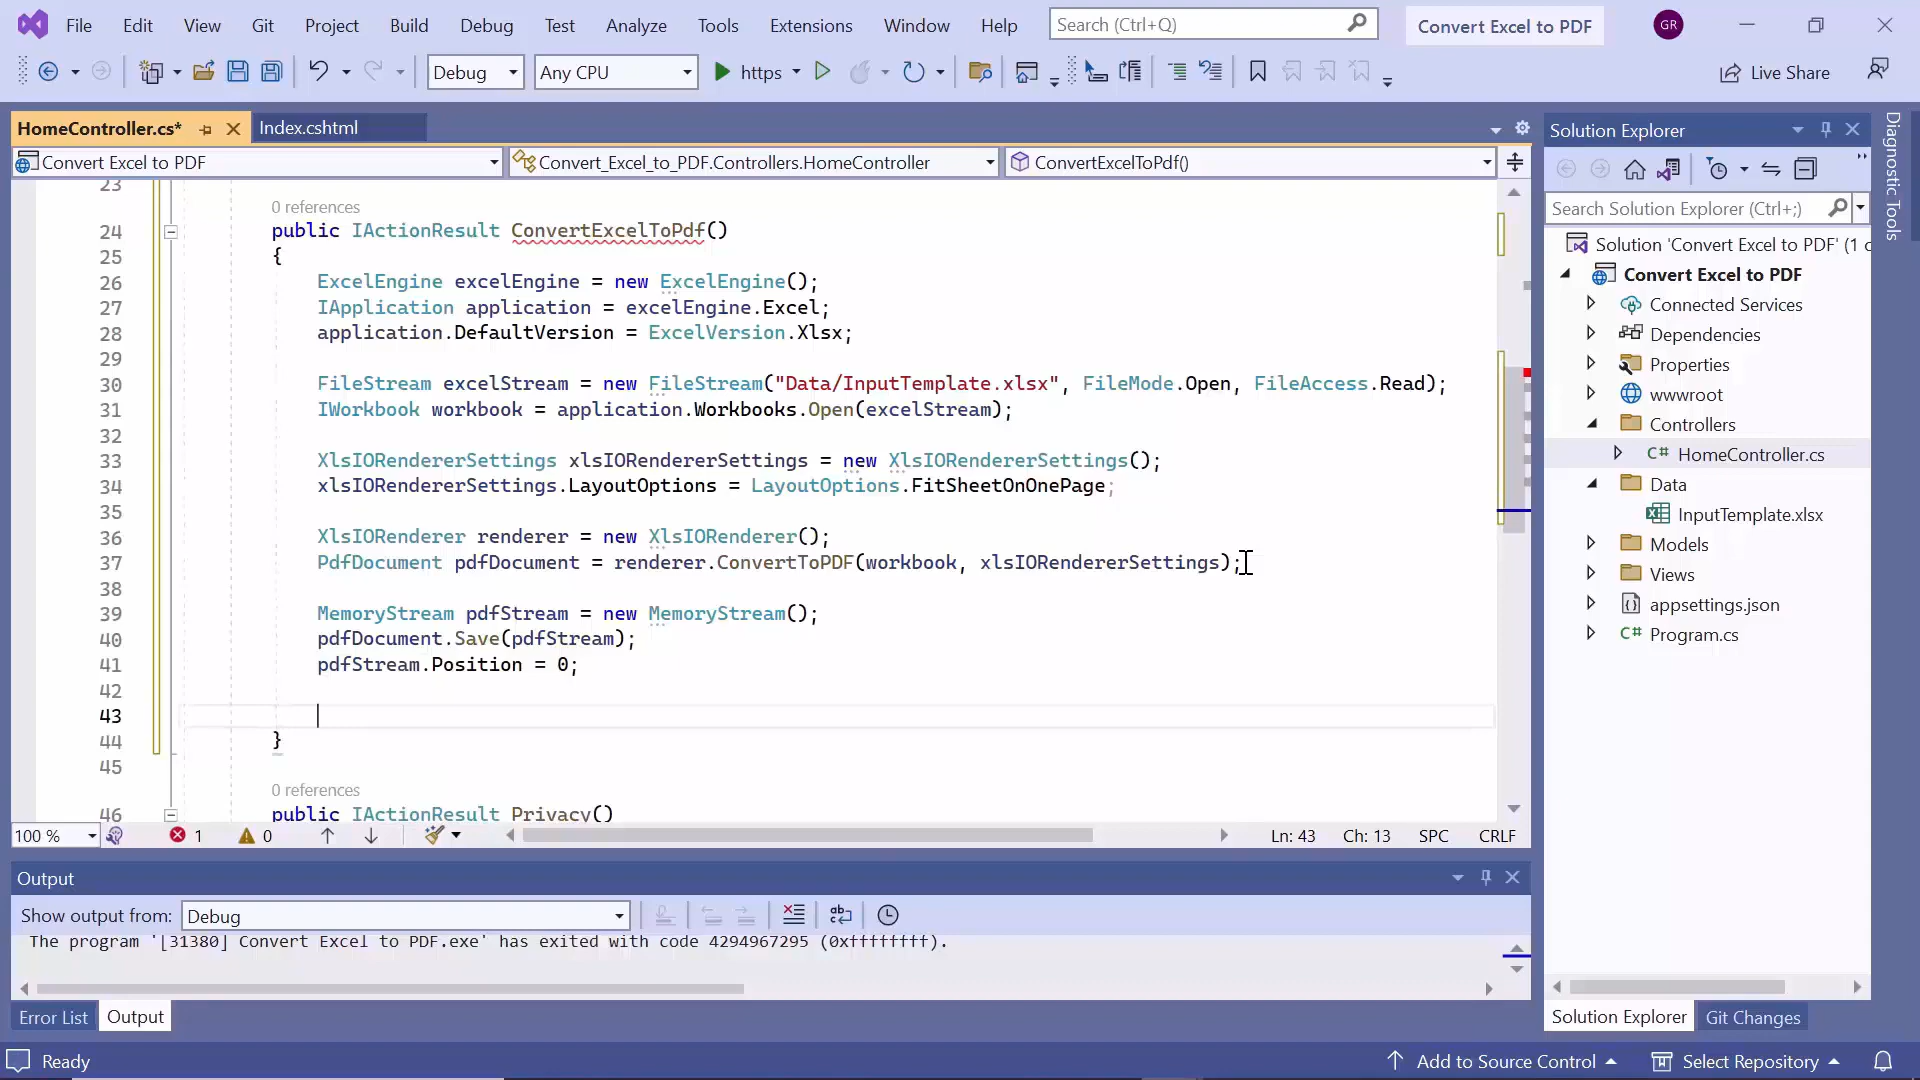 File Edit View Git Project Build Debug Test Analyze Tools Extensions Window Help Search (Ctrl+Q) Convert Excel to PDF GR
Debug Any CPU https Live Share
HomeController.cs* Index.cshtml
Convert Excel to PDF Convert_Excel_to_PDF.Controllers.HomeController ConvertExcelToPdf()
23
0 references
24 public IActionResult ConvertExcelToPdf()
25 {
26 ExcelEngine excelEngine = new ExcelEngine();
27 IApplication application = excelEngine.Excel;
28 application.DefaultVersion = ExcelVersion.Xlsx;
29
30 FileStream excelStream = new FileStream("Data/InputTemplate.xlsx", FileMode.Open, FileAccess.Read);
31 IWorkbook workbook = application.Workbooks.Open(excelStream);
32
33 XlsIORendererSettings xlsIORendererSettings = new XlsIORendererSettings();
34 xlsIORendererSettings.LayoutOptions = LayoutOptions.FitSheetOnOnePage;
35
36 XlsIORenderer renderer = new XlsIORenderer();
37 PdfDocument pdfDocument = renderer.ConvertToPDF(workbook, xlsIORendererSettings);
38
39 MemoryStream pdfStream = new MemoryStream();
40 pdfDocument.Save(pdfStream);
41 pdfStream.Position = 0;
42
43
44 }
45
0 references
46 public IActionResult Privacy()
100 % 1 0 Ln: 43 Ch: 13 SPC CRLF
Output
Show output from: Debug
The program '[31380] Convert Excel to PDF.exe' has exited with code 4294967295 (0xffffffff).
Error List Output
Solution Explorer
Search Solution Explorer (Ctrl+;)
Solution 'Convert Excel to PDF' (1 o
Convert Excel to PDF
Connected Services
Dependencies
Properties
wwwroot
Controllers
C# HomeController.cs
Data
InputTemplate.xlsx
Models
Views
appsettings.json
C# Program.cs
Solution Explorer Git Changes
Diagnostic Tools
Ready Add to Source Control Select Repository